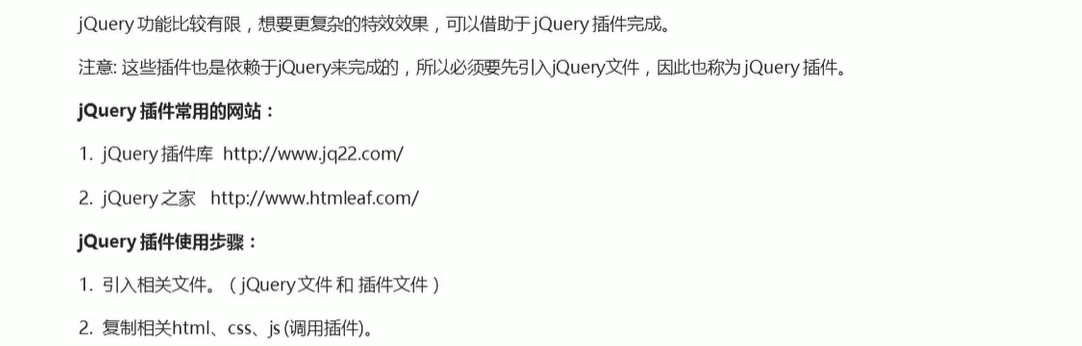 jQuery 功能比较有限，想要更复杂的特效效果，可以借助于 jQuery 插件完成。
注意: 这些插件也是依赖于jQuery来完成的，所以必须要先引入jQuery文件，因此也称为 jQuery 插件。
jQuery 插件常用的网站：
1. jQuery 插件库 http://www.jq22.com/
2. jQuery 之家 http://www.htmleaf.com/
jQuery 插件使用步骤：
1. 引入相关文件。（jQuery 文件 和 插件文件）
2. 复制相关html、css、js (调用插件)。